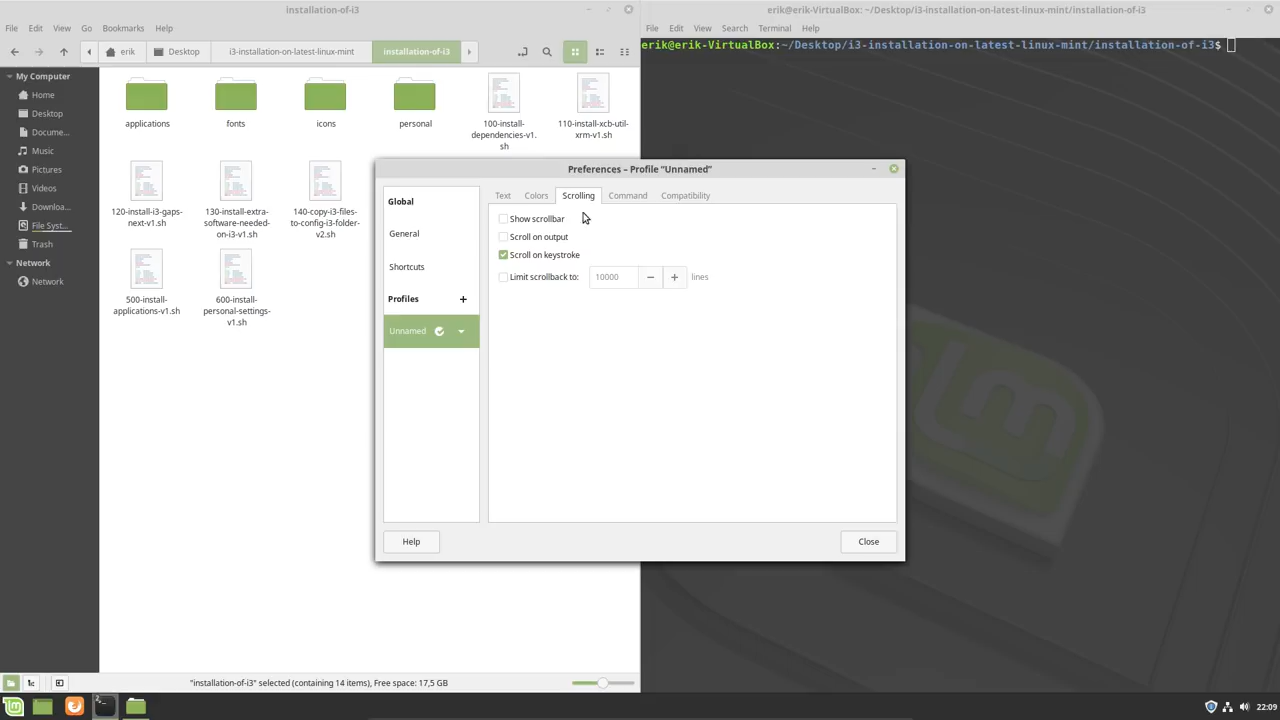 installation-of-i3
File Edit View Go Bookmarks Help
erik Desktop i3-installation-on-latest-linux-mint installation-of-i3
My Computer
Home
Desktop
Docume...
Music
Pictures
Videos
Downloa...
File Syst...
Trash
Network
Network
applications
fonts
icons
personal
100-install-
dependencies-v1.
sh
110-install-xcb-util-
xrm-v1.sh
120-install-i3-gaps-
next-v1.sh
130-install-extra-
software-needed-
on-i3-v1.sh
140-copy-i3-files-
to-config-i3-folder-
v2.sh
500-install-
applications-v1.sh
600-install-
personal-settings-
v1.sh
"installation-of-i3" selected (containing 14 items), Free space: 17,5 GB
erik@erik-VirtualBox: ~/Desktop/i3-installation-on-latest-linux-mint/installation-of-i3
File Edit View Search Terminal Help
erik@erik-VirtualBox:~/Desktop/i3-installation-on-latest-linux-mint/installation-of-i3$
Preferences – Profile "Unnamed"
Global
General
Shortcuts
Profiles +
Unnamed
Text Colors Scrolling Command Compatibility
Show scrollbar
Scroll on output
Scroll on keystroke
Limit scrollback to: 10000 − + lines
Help
Close
22:09